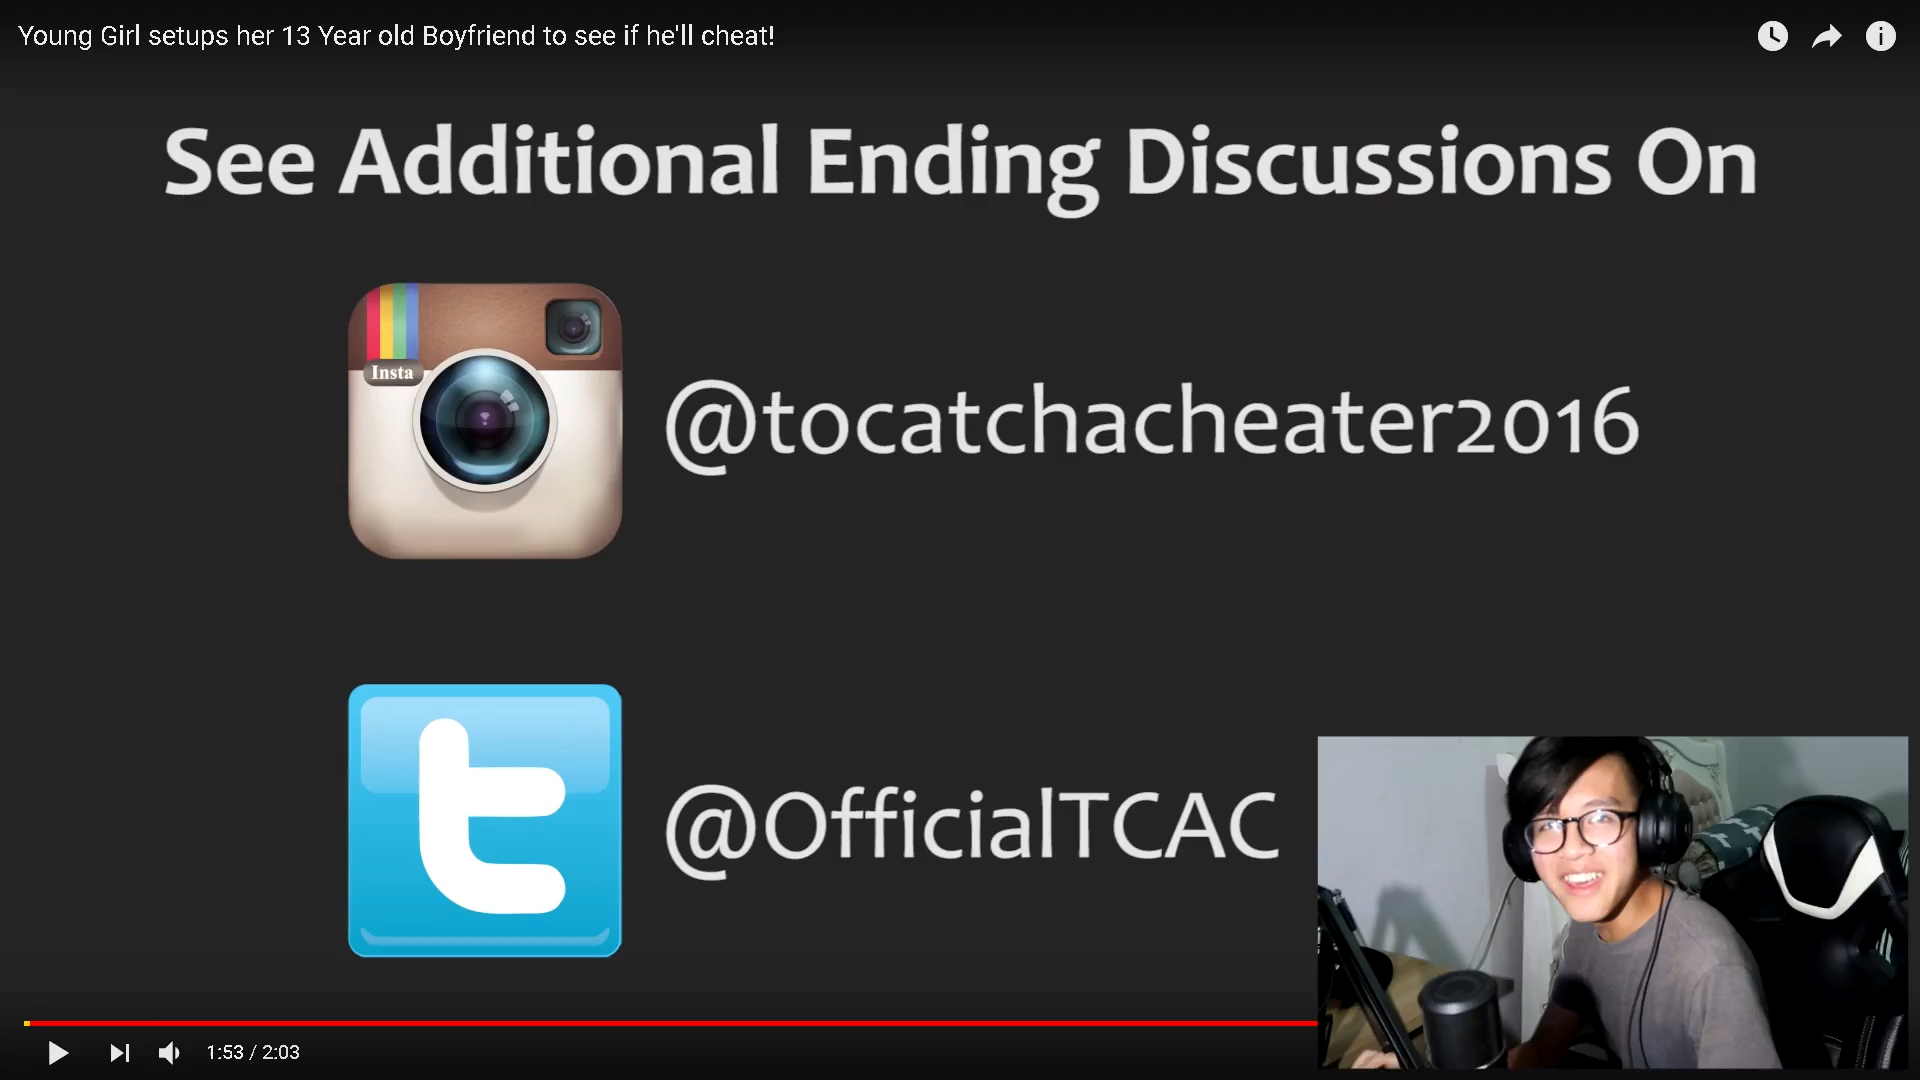 Young Girl setups her 13 Year old Boyfriend to see if he'll cheat!
See Additional Ending Discussions On
Insta
@tocatchacheater2016
@OfficialTCAC
1:53 / 2:03